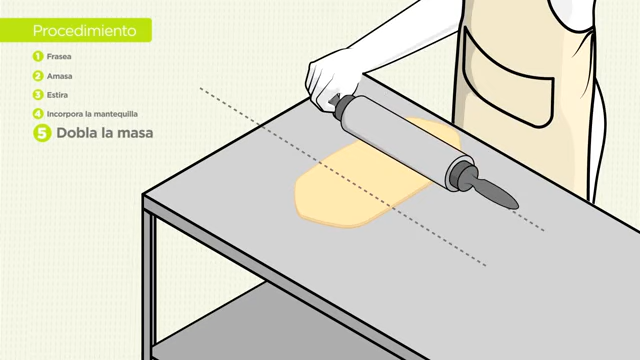 Procedimiento
1 Frasea
2 Amasa
3 Estira
4 Incorpora la mantequilla
5 Dobla la masa